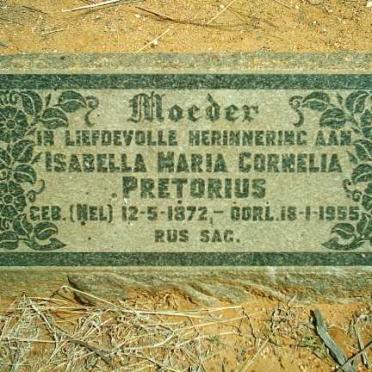 Moeder
IN LIEFDEVOLLE HERINNERING AAN
ISABELLA MARIA CORNELIA
PRETORIUS
GEB. (NEL) 12-5-1872,- OORL. 18-1-1955
RUS SAG.